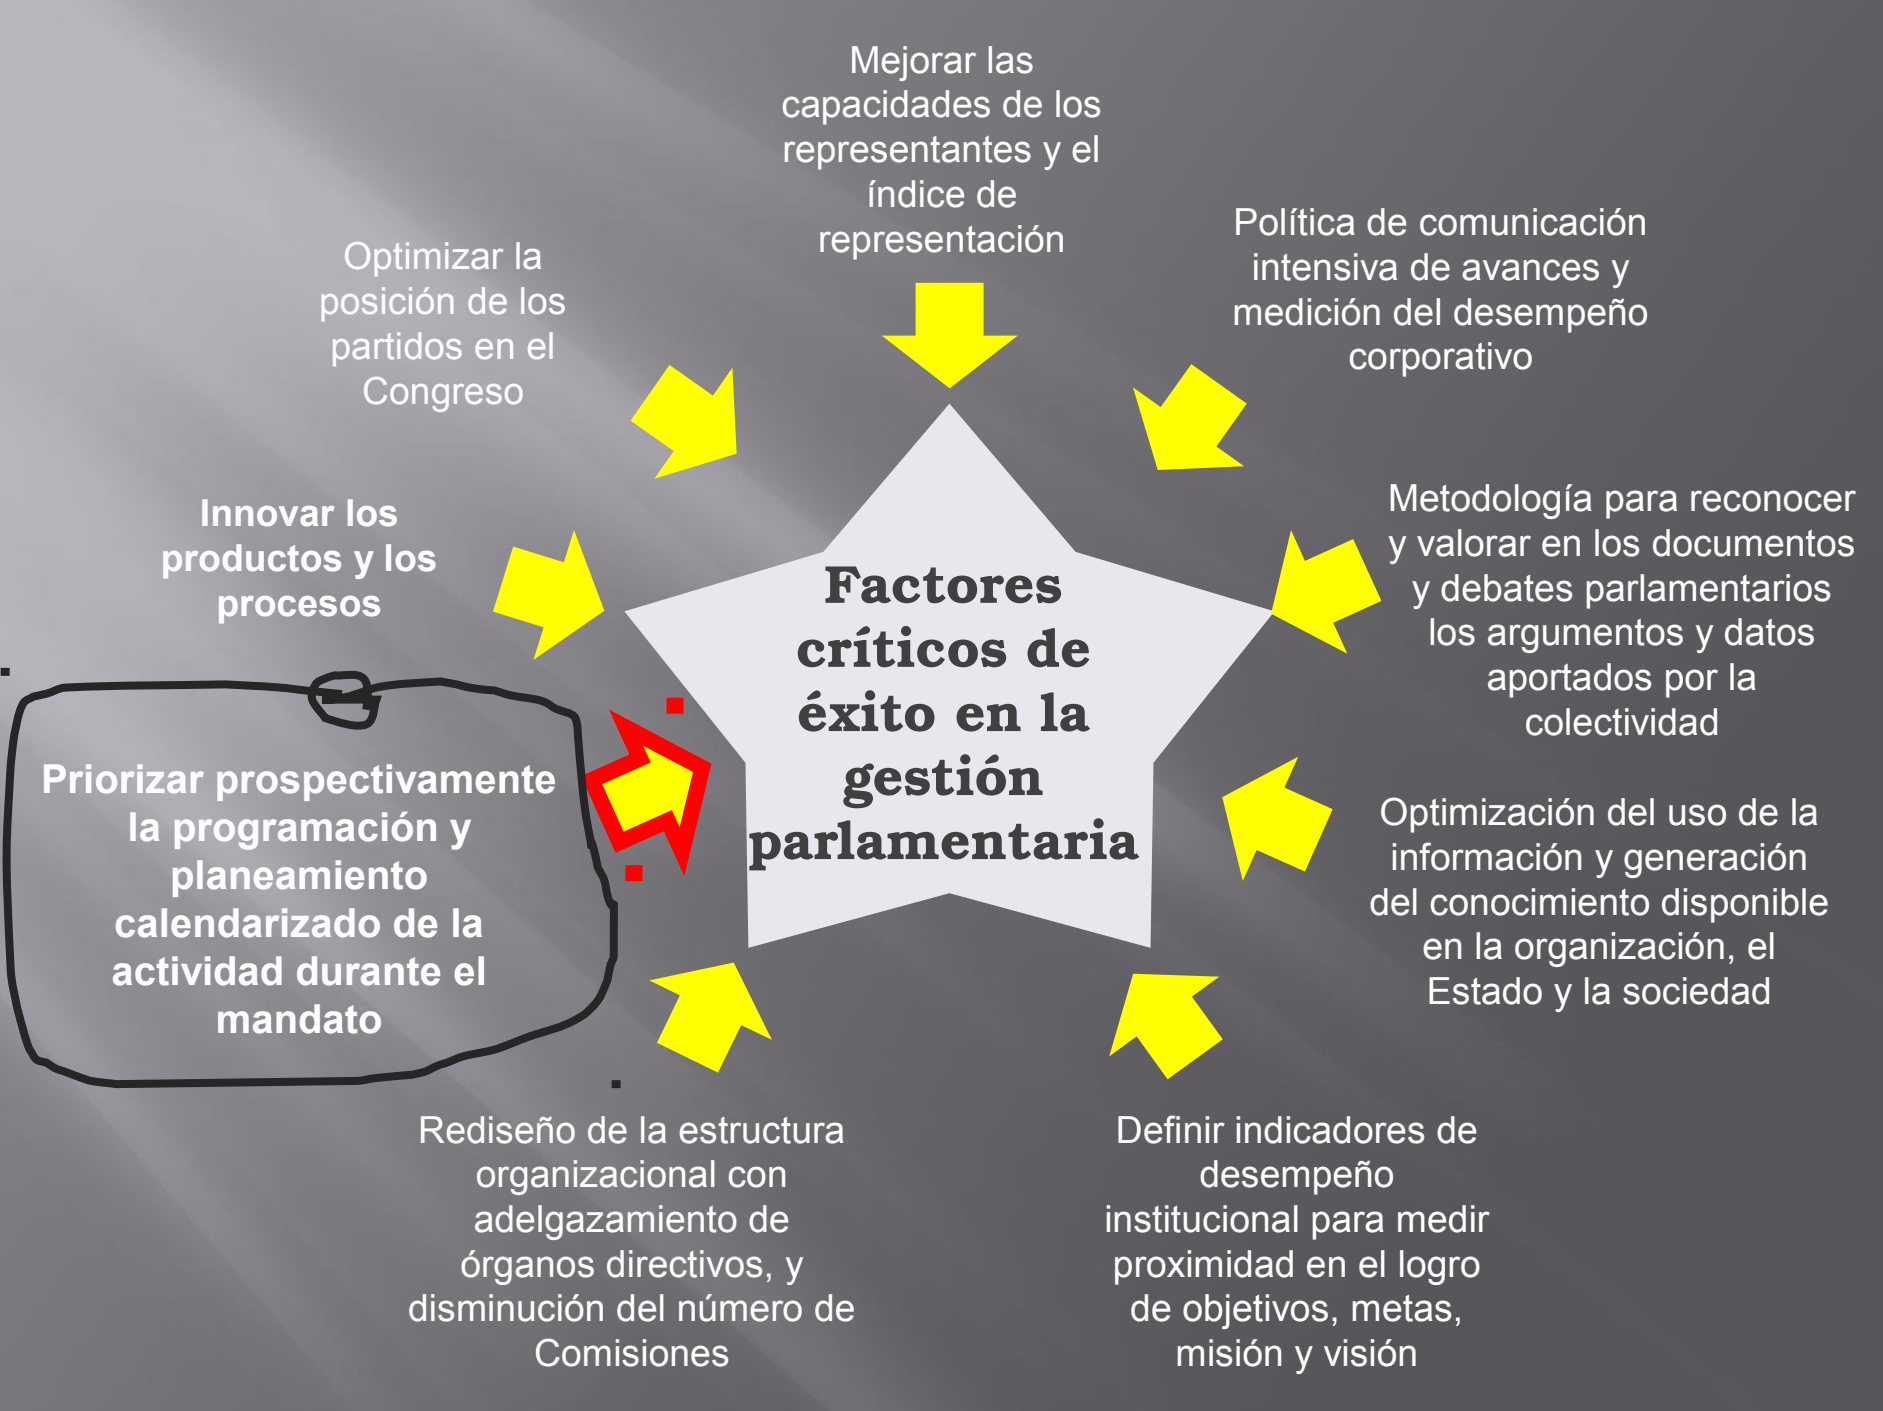 Mejorar las
capacidades de los
representantes y el
índice de
representación
Política de comunicación
intensiva de avances y
medición del desempeño
corporativo
Optimizar la
posición de los
partidos en el
Congreso
Metodología para reconocer
y valorar en los documentos
y debates parlamentarios
los argumentos y datos
aportados por la
colectividad
Innovar los
productos y los
procesos
Factores
críticos de
éxito en la
gestión
parlamentaria
Priorizar prospectivamente
la programación y
planeamiento
calendarizado de la
actividad durante el
mandato
Optimización del uso de la
información y generación
del conocimiento disponible
en la organización, el
Estado y la sociedad
Rediseño de la estructura
organizacional con
adelgazamiento de
órganos directivos, y
disminución del número de
Comisiones
Definir indicadores de
desempeño
institucional para medir
proximidad en el logro
de objetivos, metas,
misión y visión